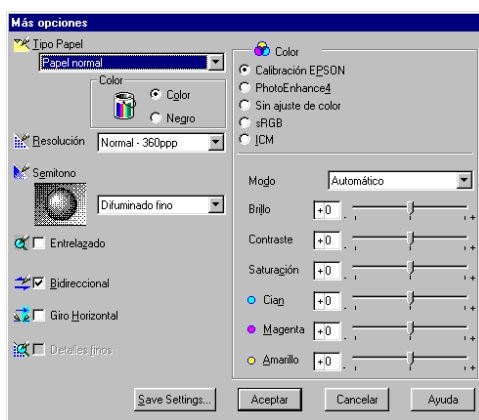 Más opciones
Tipo Papel
Papel normal
Color
Color
Negro
Resolución
Normal - 360ppp
Semitono
Difuminado fino
Entrelazado
Bidireccional
Giro Horizontal
Detalles finos
Save Settings...
Color
Calibración EPSON
PhotoEnhance4
Sin ajuste de color
sRGB
ICM
Modo
Automático
Brillo
+0
- +
Contraste
+0
- +
Saturación
+0
- +
Cian
+0
- +
Magenta
+0
- +
Amarillo
+0
- +
Aceptar
Cancelar
Ayuda